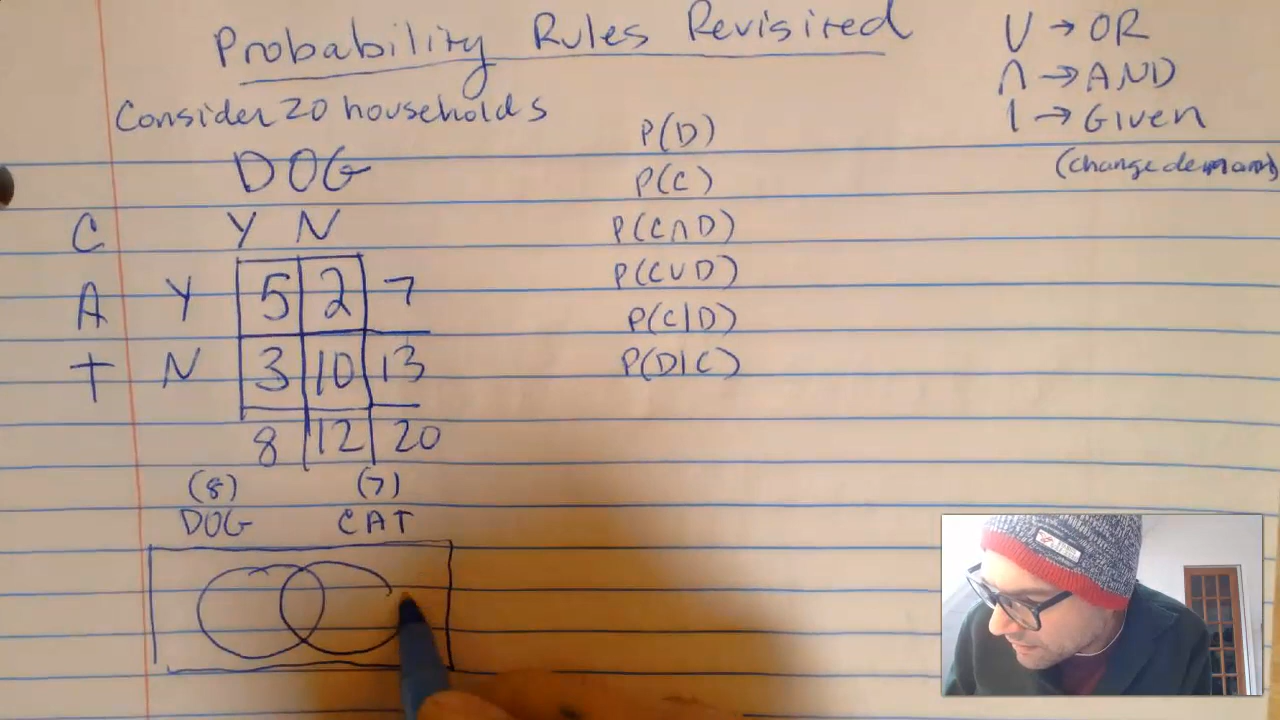 Probability Rules Revisited
Consider 20 households
DOG
Y N
C
A
T
Y 5 2 7
N 3 10 13
8 12 20
(8) (7)
DOG CAT
P(D)
P(C)
P(C∩D)
P(C∪D)
P(C|D)
P(D|C)
∪ → OR
∩ → AND
| → Given
(change